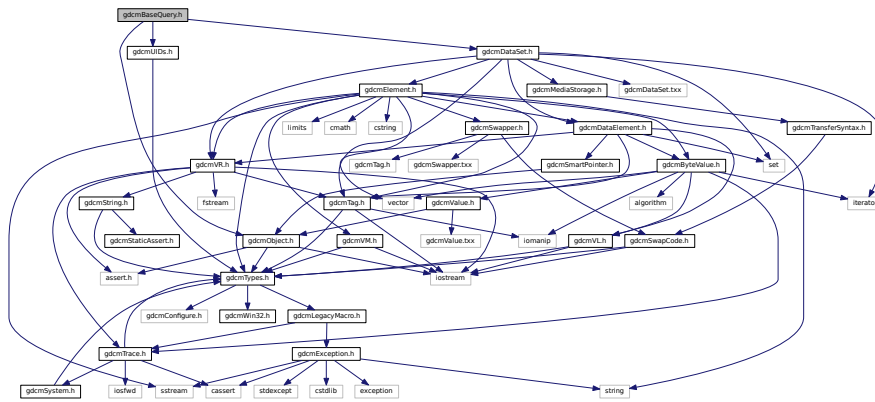 gdcmBaseQuery.h
gdcmUIDs.h
gdcmDataSet.h
gdcmElement.h
gdcmMediaStorage.h
gdcmDataSet.txx
limits
cmath
cstring
gdcmSwapper.h
gdcmDataElement.h
gdcmTransferSyntax.h
gdcmVR.h
gdcmTag.h
gdcmSwapper.txx
gdcmSmartPointer.h
gdcmByteValue.h
set
gdcmString.h
fstream
gdcmTag.h
vector
gdcmValue.h
algorithm
iterator
gdcmStaticAssert.h
gdcmObject.h
gdcmVM.h
gdcmValue.txx
iomanip
gdcmVL.h
gdcmSwapCode.h
assert.h
gdcmTypes.h
iostream
gdcmConfigure.h
gdcmWin32.h
gdcmLegacyMacro.h
gdcmTrace.h
gdcmException.h
gdcmSystem.h
iosfwd
sstream
cassert
stdexcept
cstdlib
exception
string